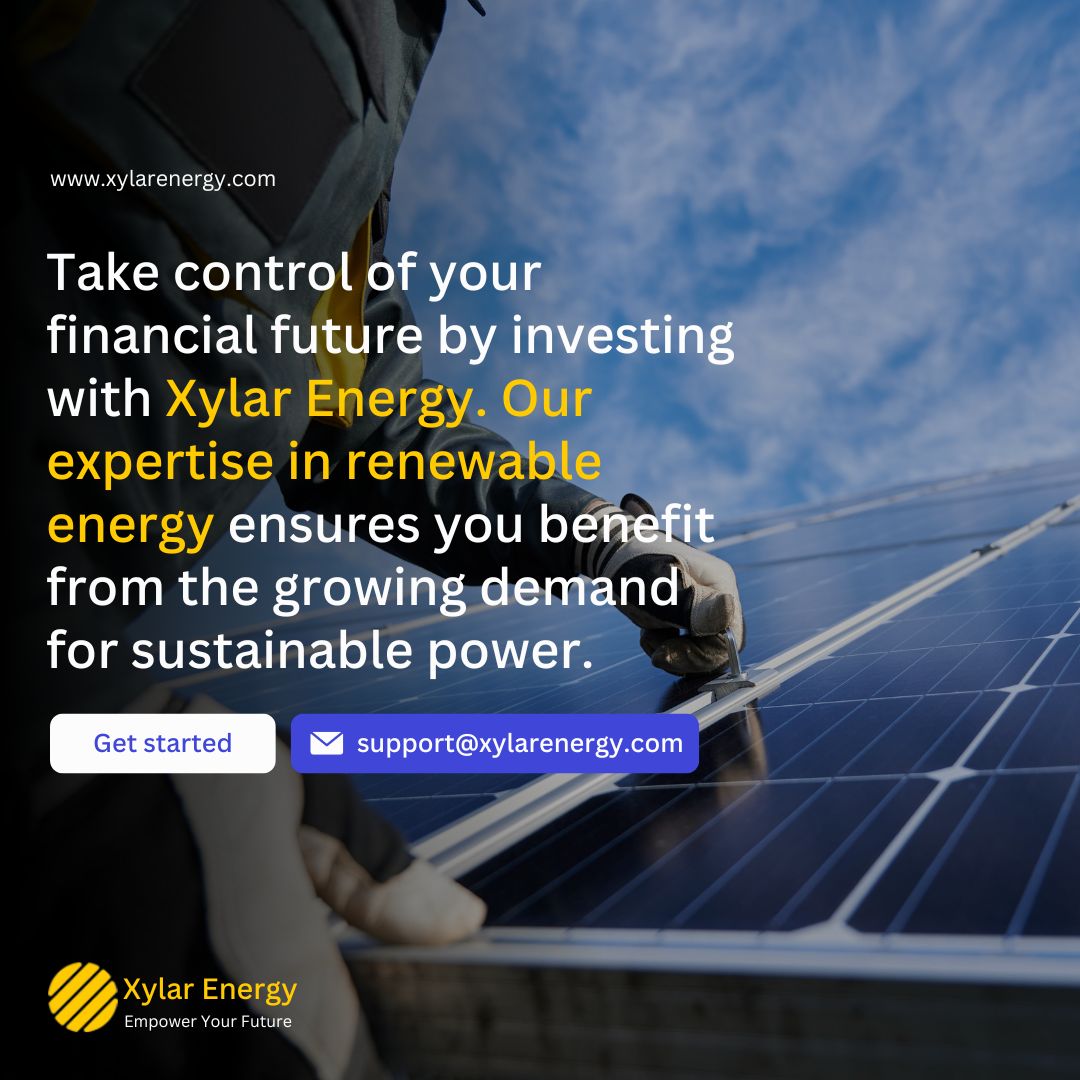 www.xylarenergy.com
Take control of your
financial future by investing
with Xylar Energy. Our
expertise in renewable
energy ensures you benefit
from the growing demand
for sustainable power.
Get started
support@xylarenergy.com
Xylar Energy
Empower Your Future